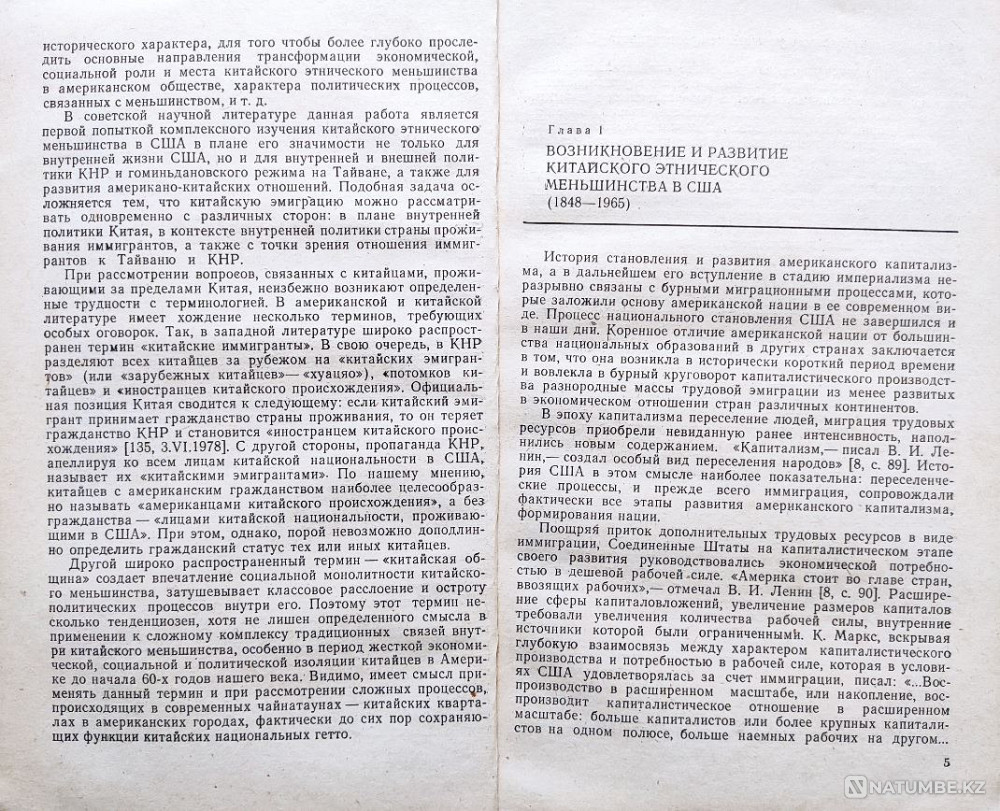 исторического характера, для того чтобы более глубоко просле-
дить основные направления трансформации экономической,
социальной роли и места китайского этнического меньшинства
в американском обществе, характера политических процессов,
связанных с меньшинством, и т. д.
В советской научной литературе данная работа является
первой попыткой комплексного изучения китайского этнического
меньшинства в США в плане его значимости не только для
внутренней жизни США, но и для внутренней и внешней полити-
ки КНР и гоминьдановского режима на Тайване, а также для
развития американо-китайских отношений. Подобная задача ос-
ложняется тем, что китайскую эмиграцию можно рассматри-
вать одновременно с различных сторон: в плане внутренней
политики Китая, в контексте внутренней политики страны прожи-
вания иммигрантов, а также с точки зрения отношения иммиг-
рантов к Тайваню и КНР.
При рассмотрении вопросов, связанных с китайцами, прожи-
вающими за пределами Китая, неизбежно возникают определен-
ные трудности с терминологией. В американской и китайской
литературе имеет хождение несколько терминов, требующих
особых оговорок. Так, в западной литературе широко распрост-
ранен термин «китайские иммигранты». В свою очередь, в КНР
разделяют всех китайцев за рубежом на «китайских эмигран-
тов» (или «зарубежных китайцев» — «хуацяо»), «потомков ки-
тайцев» и «иностранцев китайского происхождения». Официаль-
ная позиция Китая сводится к следующему: если китайский эми-
грант принимает гражданство страны проживания, то он теряет
гражданство КНР и становится «иностранцем китайского проис-
хождения» [135, 3.VI.1978]. С другой стороны, пропаганда КНР,
апеллируя ко всем лицам китайской национальности в США,
называет их «китайскими эмигрантами». По нашему мнению,
китайцев с американским гражданством наиболее целесообраз-
но называть «американцами китайского происхождения», а без
гражданства — «лицами китайской национальности, проживаю-
щими в США». При этом, однако, порой невозможно доподлин-
но определить гражданский статус тех или иных китайцев.
Другой широко распространенный термин — «китайская об-
щина» создает впечатление социальной монолитности китайско-
го меньшинства, затушевывает классовое расслоение и остроту
политических процессов внутри его. Поэтому этот термин не-
сколько тенденциозен, хотя не лишен определенного смысла в
применении к сложному комплексу традиционных связей внут-
ри китайского меньшинства, особенно в период жесткой экономи-
ческой, социальной и политической изоляции китайцев в Амери-
ке до начала 60-х годов нашего века. Видимо, имеет смысл при-
менять данный термин и при рассмотрении сложных процессов,
происходящих в современных чайнатаунах — китайских кварта-
лах в американских городах, фактически до сих пор сохраняю-
щих функции китайских национальных гетто.
Глава I
ВОЗНИКНОВЕНИЕ И РАЗВИТИЕ
КИТАЙСКОГО ЭТНИЧЕСКОГО
МЕНЬШИНСТВА В США
(1848—1965)
История становления и развития американского капитализ-
ма, а в дальнейшем его вступление в стадию империализма не-
разрывно связаны с бурными миграционными процессами, кото-
рые заложили основу американской нации в ее современном ви-
де. Процесс национального становления США не завершился и
в наши дни. Коренное отличие американской нации от большин-
ства национальных образований в других странах заключается
в том, что она возникла в исторически короткий период времени
и вовлекла в бурный круговорот капиталистического производст-
ва разнородные массы трудовой эмиграции из менее развитых
в экономическом отношении стран различных континентов.
В эпоху капитализма переселение людей, миграция трудовых
ресурсов приобрели невиданную ранее интенсивность, напол-
нились новым содержанием. «Капитализм,— писал В. И. Ле-
нин,— создал особый вид переселения народов» [8, с. 89]. Исто-
рия США в этом смысле наиболее показательна: переселенче-
ские процессы, и прежде всего иммиграция, сопровождали
фактически все этапы развития американского капитализма,
формирования нации.
Поощряя приток дополнительных трудовых ресурсов в виде
иммиграции, Соединенные Штаты на капиталистическом этапе
своего развития руководствовались экономической потребно-
стью в дешевой рабочей силе. «Америка стоит во главе стран,
ввозящих рабочих»,— отмечал В. И. Ленин [8, с. 90]. Расшире-
ние сферы капиталовложений, увеличение размеров капиталов
требовали увеличения количества рабочей силы, внутренние
источники которой были ограниченными. К. Маркс, вскрывая
глубокую взаимосвязь между характером капиталистического
производства и потребностью в рабочей силе, которая в услови-
ях США удовлетворялась за счет иммиграции, писал: «...Вос-
производство в расширенном масштабе, или накопление, вос-
производит капиталистическое отношение в расширенном
масштабе: больше капиталистов или более крупных капитали-
стов на одном полюсе, больше наемных рабочих на другом...
5
NATUMBE.KZ